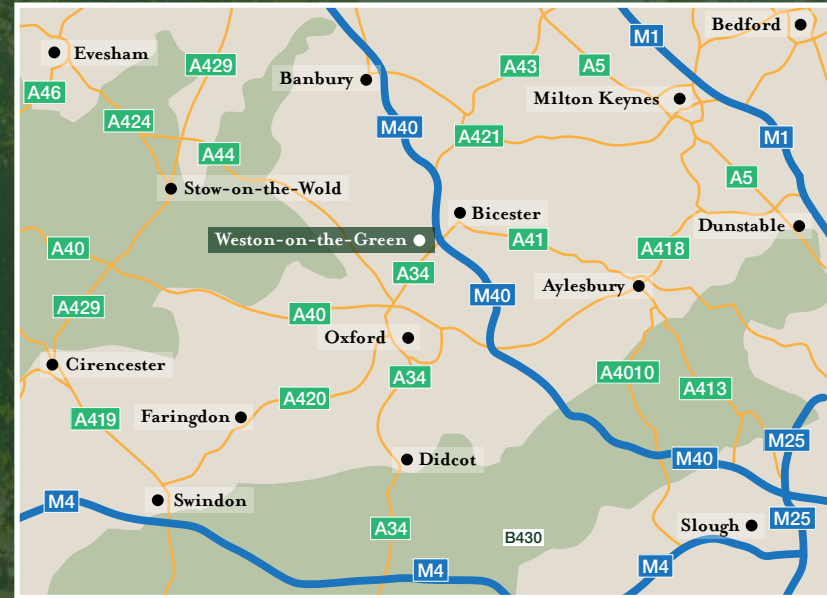 Bedford
M1
Evesham
A429
A43
A5
Banbury
Milton Keynes
A46
A424
M40
A421
M1
A44
A5
Stow-on-the-Wold
Bicester
Dunstable
Weston-on-the-Green
A41
A40
A418
A34
Aylesbury
M40
A429
A40
Oxford
Cirencester
A4010
A34
A413
A420
Faringdon
A419
M25
Didcot
M40
M4
Swindon
M25
Slough
A34
B430
M4
M4